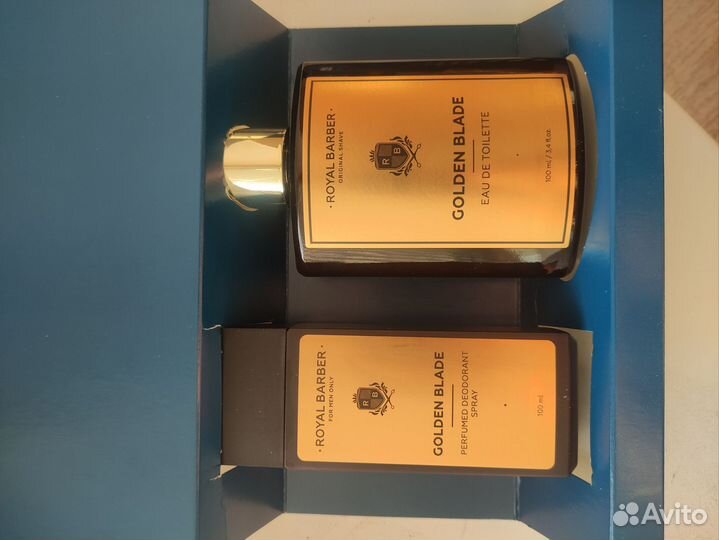 · ROYAL BARBER ·
ORIGINAL SHAVE
R B
GOLDEN BLADE
EAU DE TOILETTE
100 ml / 3,4 fl.oz.
· ROYAL BARBER ·
FOR MEN ONLY
R B
GOLDEN BLADE
PERFUMED DEODORANT
SPRAY
100 ml
Avito